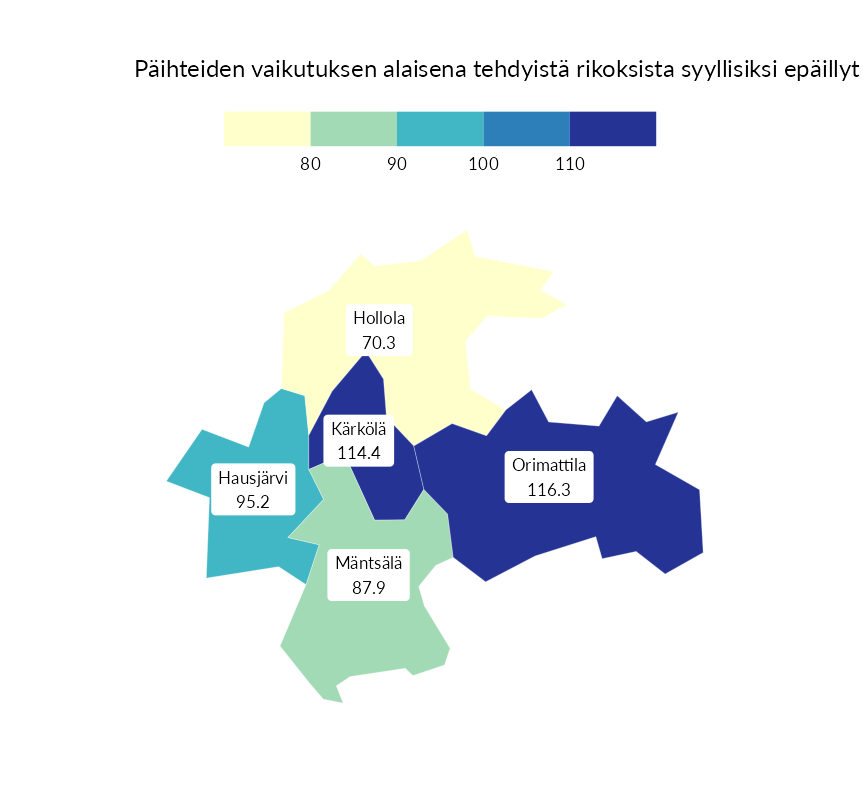 Päihteiden vaikutuksen alaisena tehdyistä rikoksista syyllisiksi epäillyt
80 90 100 110
Hollola
70.3
Kärkölä
114.4
Orimattila
116.3
Hausjärvi
95.2
Mäntsälä
87.9